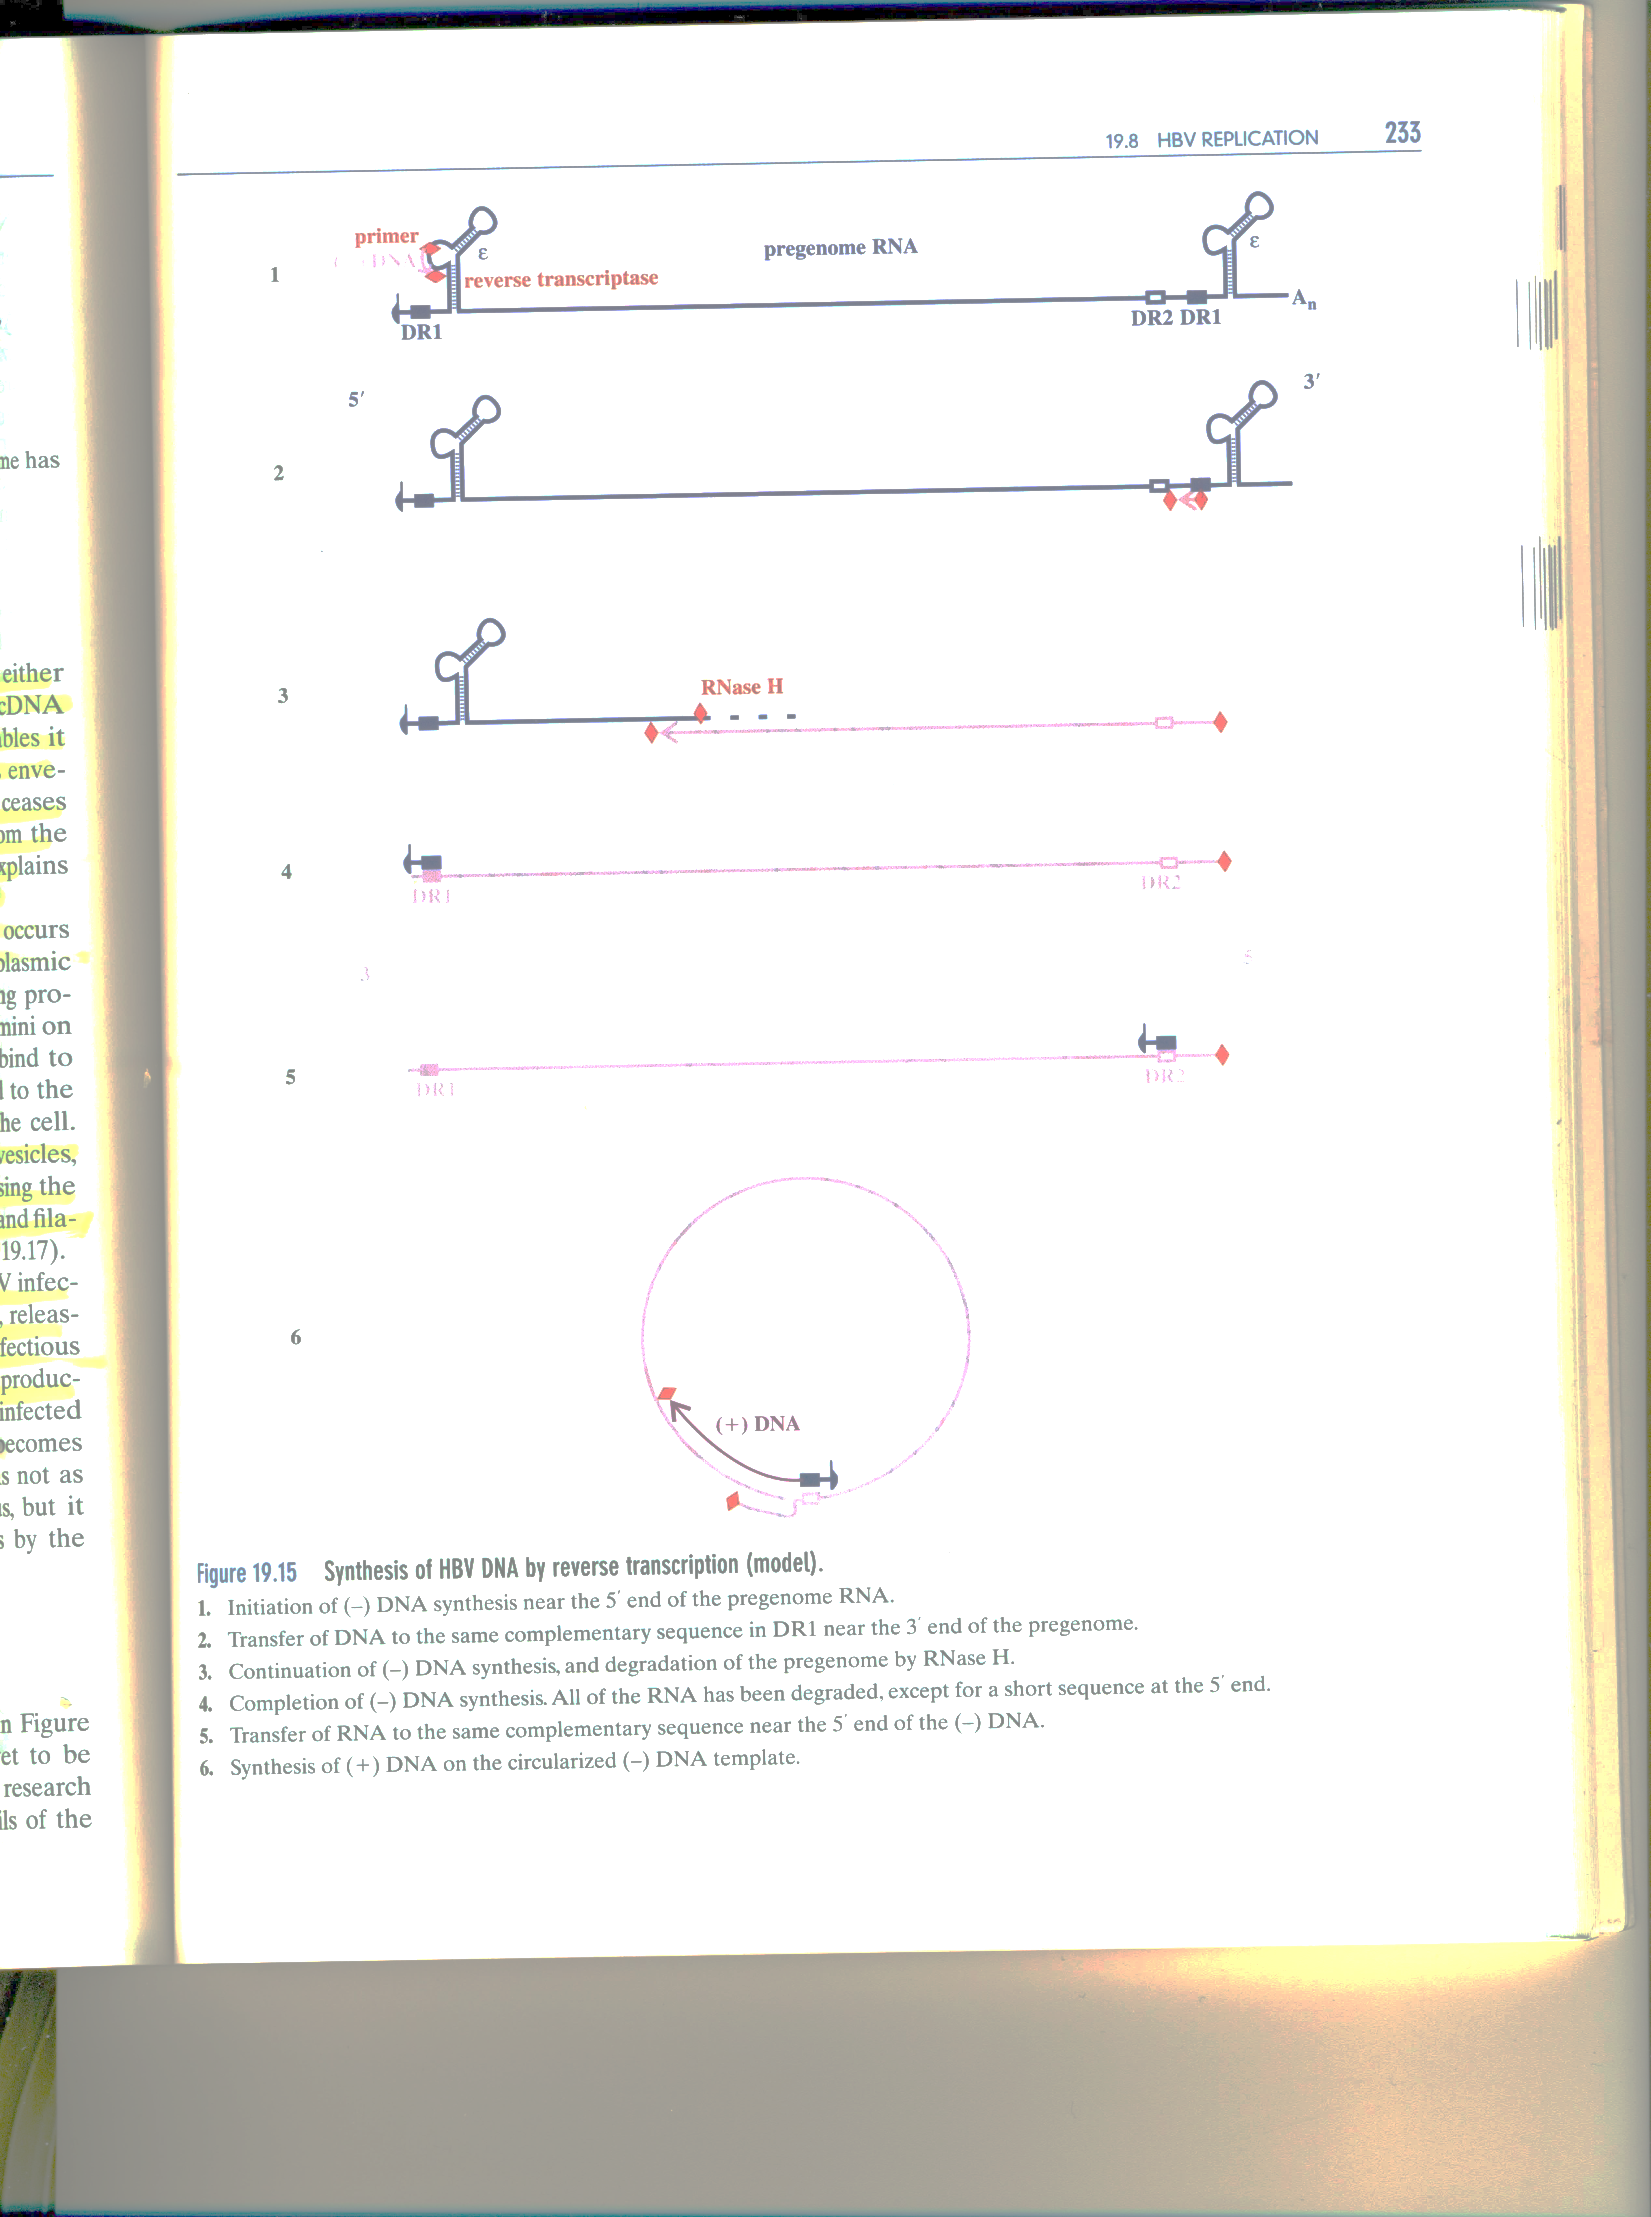 19.8 HBV REPLICATION 233
primer
ε
pregenome RNA
ε
1
reverse transcriptase
An
DR1
DR2 DR1
5′
3′
2
RNase H
3
4
DR1
DR2
3
5
5
DR1
DR2
6
(+) DNA
Figure 19.15 Synthesis of HBV DNA by reverse transcription (model).
1. Initiation of (–) DNA synthesis near the 5′ end of the pregenome RNA.
2. Transfer of DNA to the same complementary sequence in DR1 near the 3′ end of the pregenome.
3. Continuation of (–) DNA synthesis, and degradation of the pregenome by RNase H.
4. Completion of (–) DNA synthesis. All of the RNA has been degraded, except for a short sequence at the 5′ end.
5. Transfer of RNA to the same complementary sequence near the 5′ end of the (–) DNA.
6. Synthesis of (+) DNA on the circularized (–) DNA template.
me has
either
cDNA
bles it
enve-
ceases
om the
xplains
occurs
plasmic
ng pro-
mini on
bind to
to the
he cell.
vesicles,
sing the
and fila-
19.17).
V infec-
, releas-
fectious
produc-
infected
becomes
s not as
s, but it
s by the
n Figure
et to be
research
ils of the